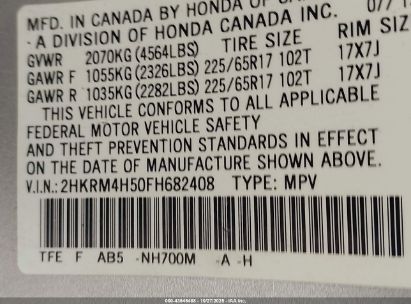 MFD. IN CANADA BY HONDA OF
-A DIVISION OF HONDA CANADA INC. 077
GVWR 2070KG (4564LBS) TIRE SIZE RIM SIZ
GAWR F 1055KG (2326LBS) 225/65R17 102T 17X7J
GAWR R 1035KG (2282LBS) 225/65R17 102T 17X7J
THIS VEHICLE CONFORMS TO ALL APPLICABLE
FEDERAL MOTOR VEHICLE SAFETY
AND THEFT PREVENTION STANDARDS IN EFFECT
ON THE DATE OF MANUFACTURE SHOWN ABOVE.
V.I.N.: 2HKRM4H50FH682408 TYPE: MPV
TFE F AB5 -NH700M -A -H